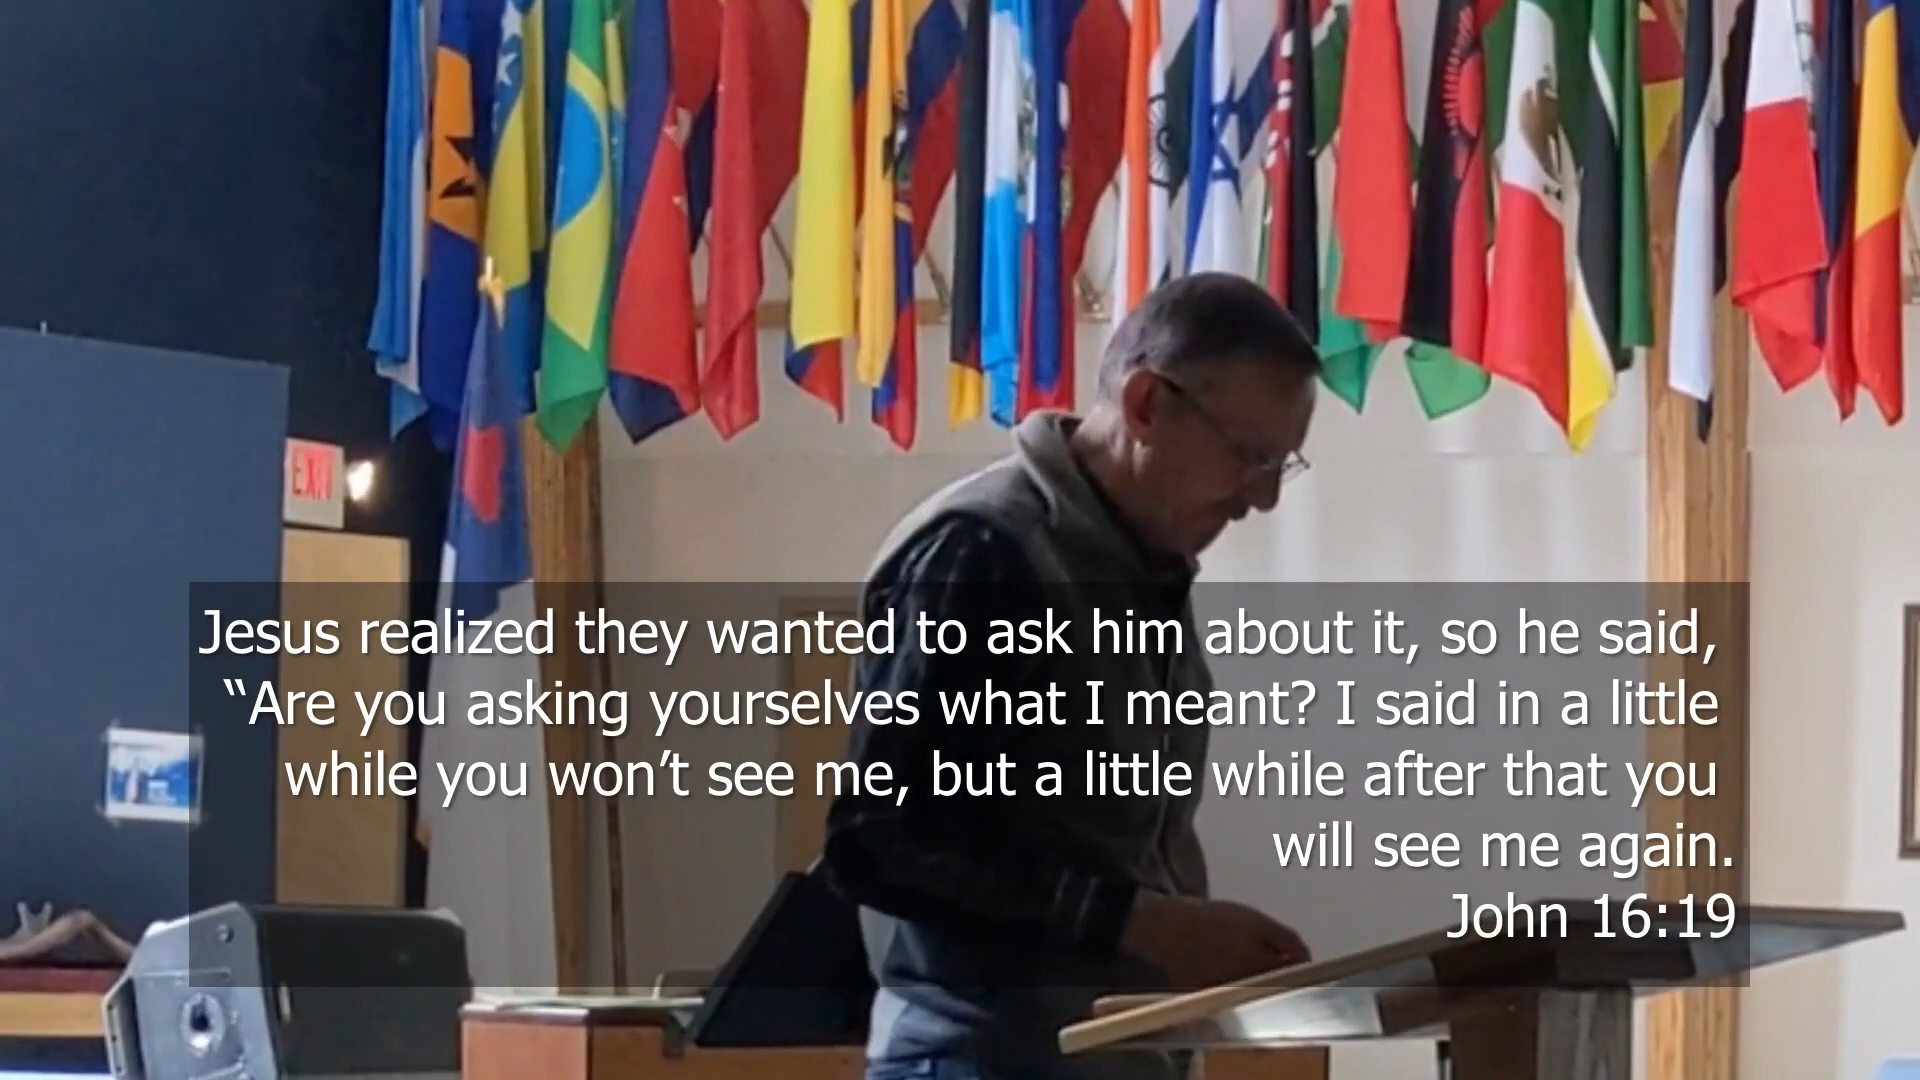 EXIT
Jesus realized they wanted to ask him about it, so he said,
“Are you asking yourselves what I meant? I said in a little
while you won’t see me, but a little while after that you
will see me again.
John 16:19